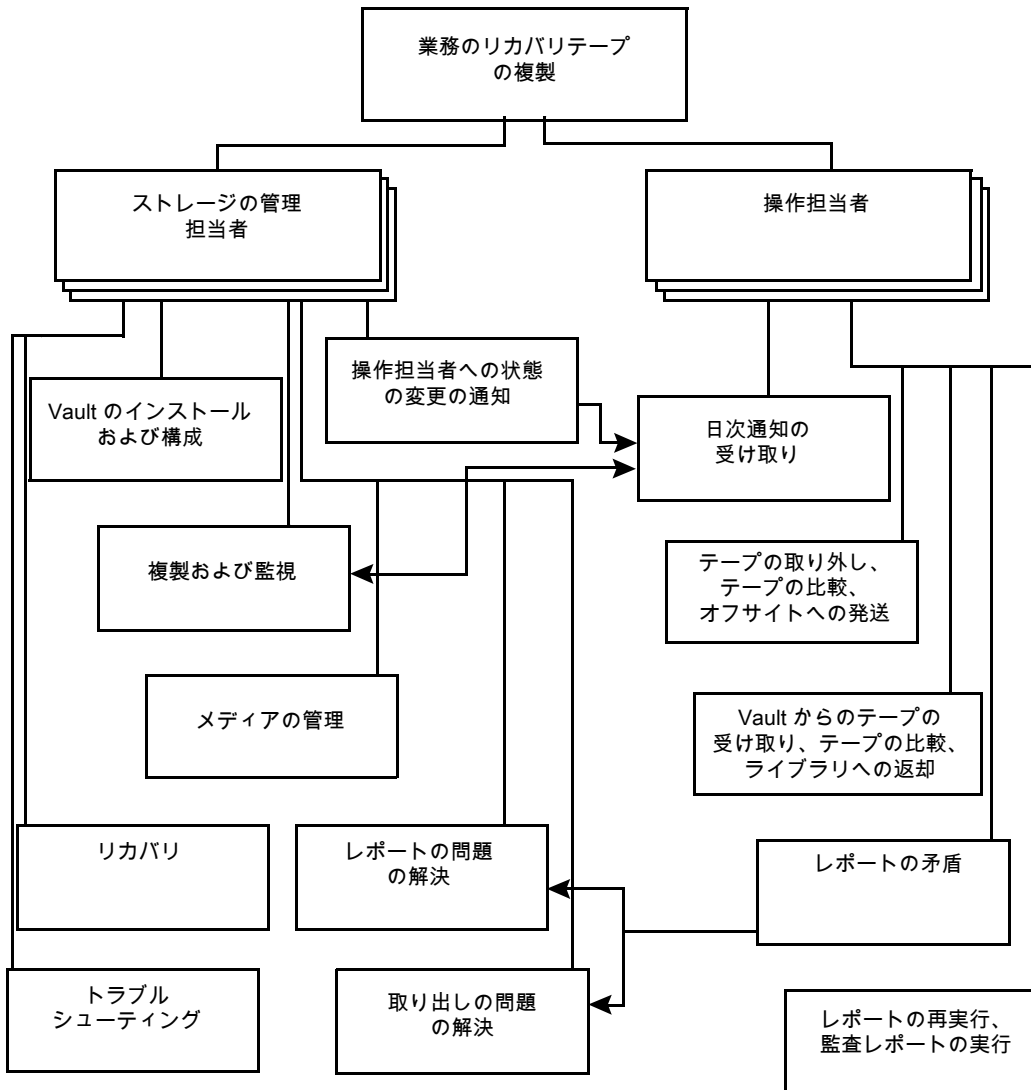 業務のリカバリテープ
の複製
ストレージの管理
担当者
操作担当者
操作担当者への状態
の変更の通知
Vault のインストール
および構成
日次通知の
受け取り
複製および監視
テープの取り外し、
テープの比較、
オフサイトへの発送
メディアの管理
Vault からのテープの
受け取り、テープの比較、
ライブラリへの返却
リカバリ
レポートの問題
の解決
レポートの矛盾
トラブル
シューティング
取り出しの問題
の解決
レポートの再実行、
監査レポートの実行